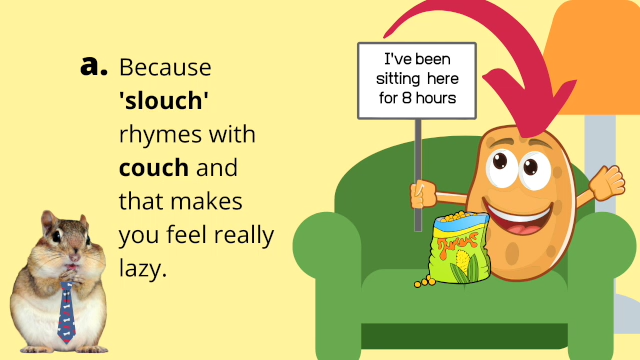 a. Because
'slouch'
rhymes with
couch and
that makes
you feel really
lazy.
I've been
sitting here
for 8 hours